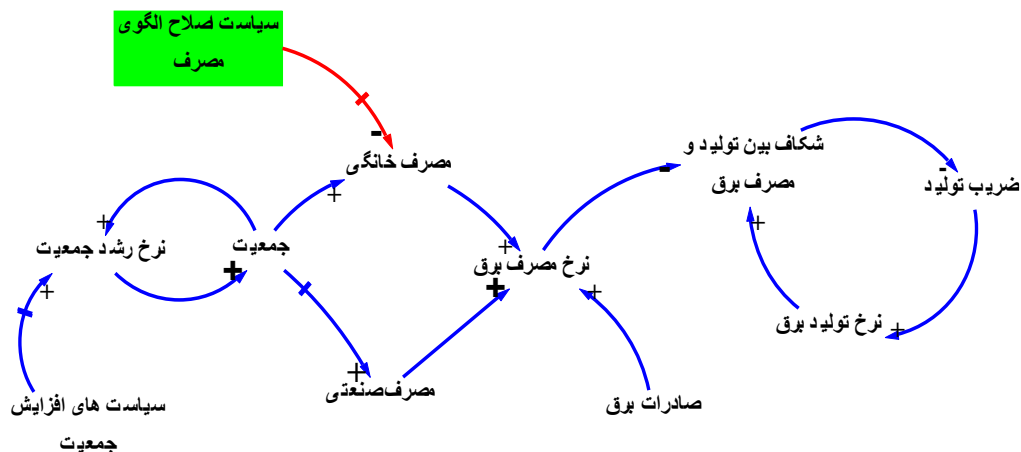 سیاست اصلاح الگوی
مصرف
-
مصرف خانگی
+
شکاف بین تولید و
مصرف برق
-
-
ضریب تولید
+
+
نرخ رشد جمعیت
جمعیت
+
+
نرخ مصرف برق
+
+
+
+
نرخ تولید برق
+
+
مصرف صنعتی
صادرات برق
سیاست های افزایش
جمعیت